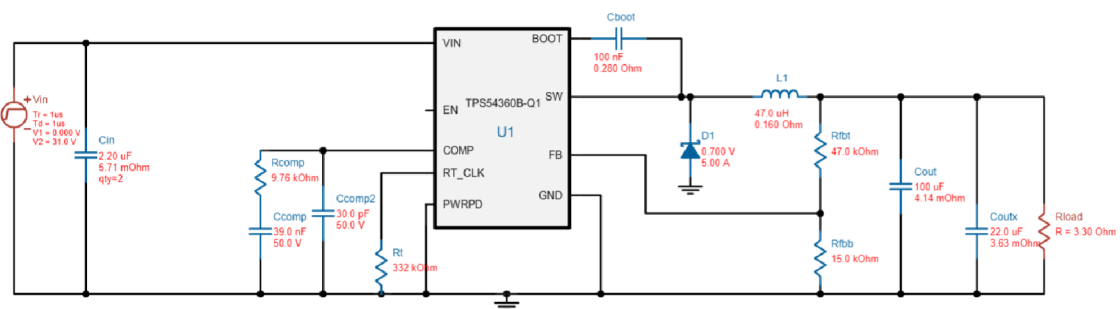 Cboot
100 nF
0.280 Ohm
VIN
BOOT
TPS54360B-Q1
U1
EN
SW
COMP
FB
RT_CLK
GND
PWRPD
+
Vin
Tr = 1us
Td = 1us
V1 = 0.000 V
V2 = 31.0 V
-
Cin
2.20 uF
5.71 mOhm
qty=2
Rcomp
9.76 kOhm
Ccomp
39.0 nF
50.0 V
Ccomp2
30.0 pF
50.0 V
Rt
332 kOhm
L1
47.0 uH
0.160 Ohm
D1
0.700 V
5.00 A
Rfbt
47.0 kOhm
Rfbb
15.0 kOhm
Cout
100 uF
4.14 mOhm
Coutx
22.0 uF
3.63 mOhm
Rload
R = 3.30 Ohm